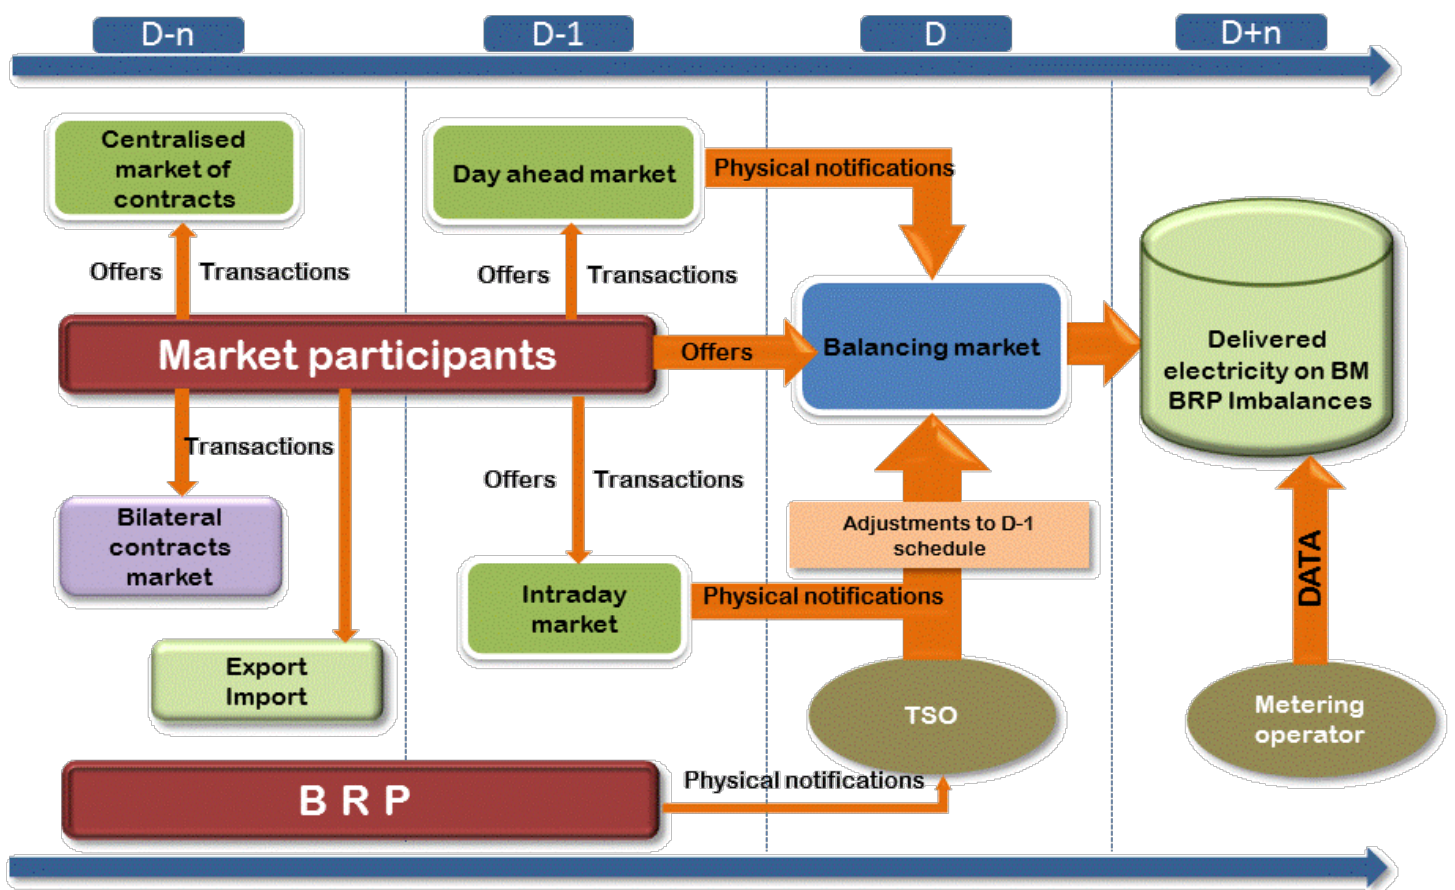 D-n
D-1
D
D+n
Centralised
market of
contracts
Day ahead market
Physical notifications
Offers
Transactions
Offers
Transactions
Market participants
Offers
Balancing market
Delivered
electricity on BM
BRP Imbalances
Transactions
Offers
Transactions
Bilateral
contracts
market
Adjustments to D-1
schedule
DATA
Intraday
market
Physical notifications
Export
Import
TSO
Metering
operator
B R P
Physical notifications